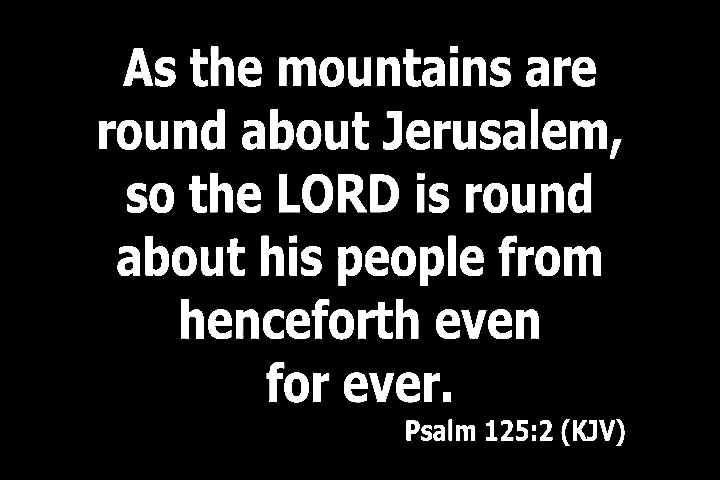 As the mountains are
round about Jerusalem,
so the LORD is round
about his people from
henceforth even
for ever.
Psalm 125:2 (KJV)